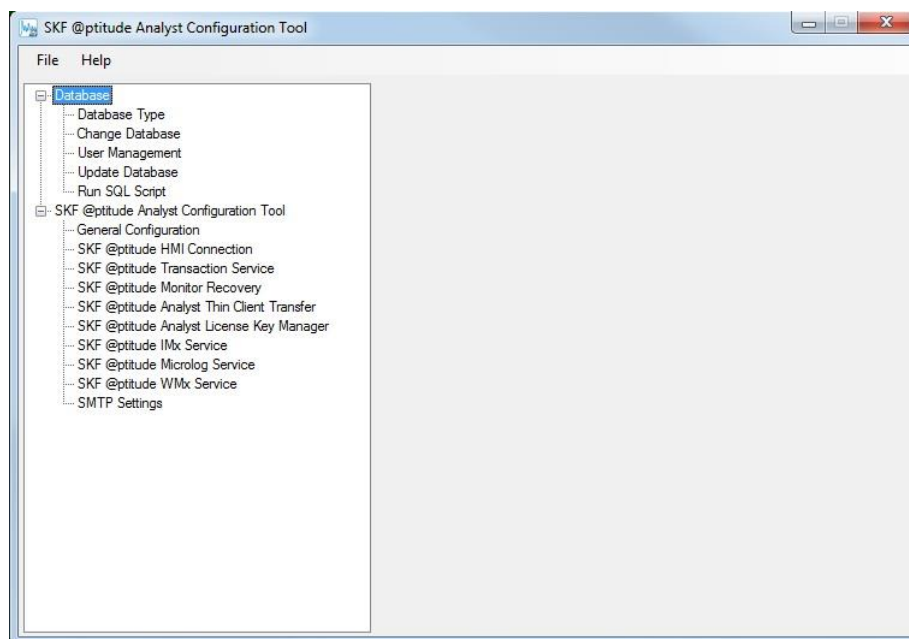 SKF @ptitude Analyst Configuration Tool
File Help
Database
Database Type
Change Database
User Management
Update Database
Run SQL Script
SKF @ptitude Analyst Configuration Tool
General Configuration
SKF @ptitude HMI Connection
SKF @ptitude Transaction Service
SKF @ptitude Monitor Recovery
SKF @ptitude Analyst Thin Client Transfer
SKF @ptitude Analyst License Key Manager
SKF @ptitude IMx Service
SKF @ptitude Microlog Service
SKF @ptitude WMx Service
SMTP Settings